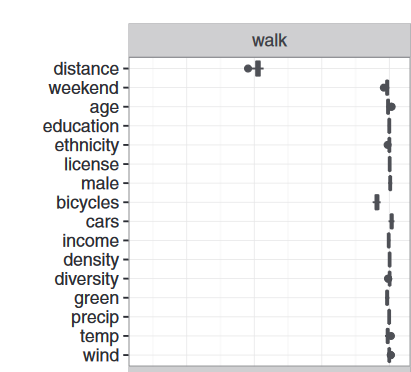 walk
distance
weekend
age
education
ethnicity
license
male
bicycles
cars
income
density
diversity
green
precip
temp
wind